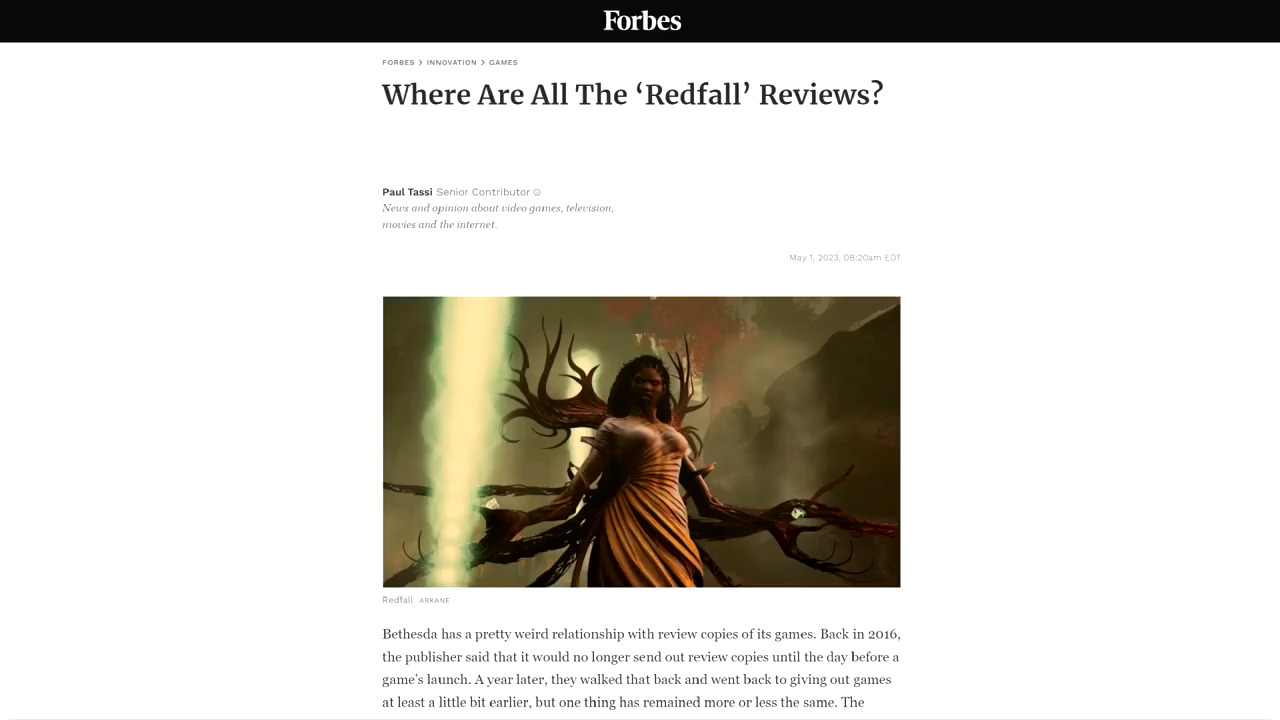 Forbes
FORBES > INNOVATION > GAMES
Where Are All The ‘Redfall’ Reviews?
Paul Tassi Senior Contributor
News and opinion about video games, television,
movies and the internet.
May 1, 2023, 08:20am EDT
Redfall ARKANE
Bethesda has a pretty weird relationship with review copies of its games. Back in 2016,
the publisher said that it would no longer send out review copies until the day before a
game’s launch. A year later, they walked that back and went back to giving out games
at least a little bit earlier, but one thing has remained more or less the same. The